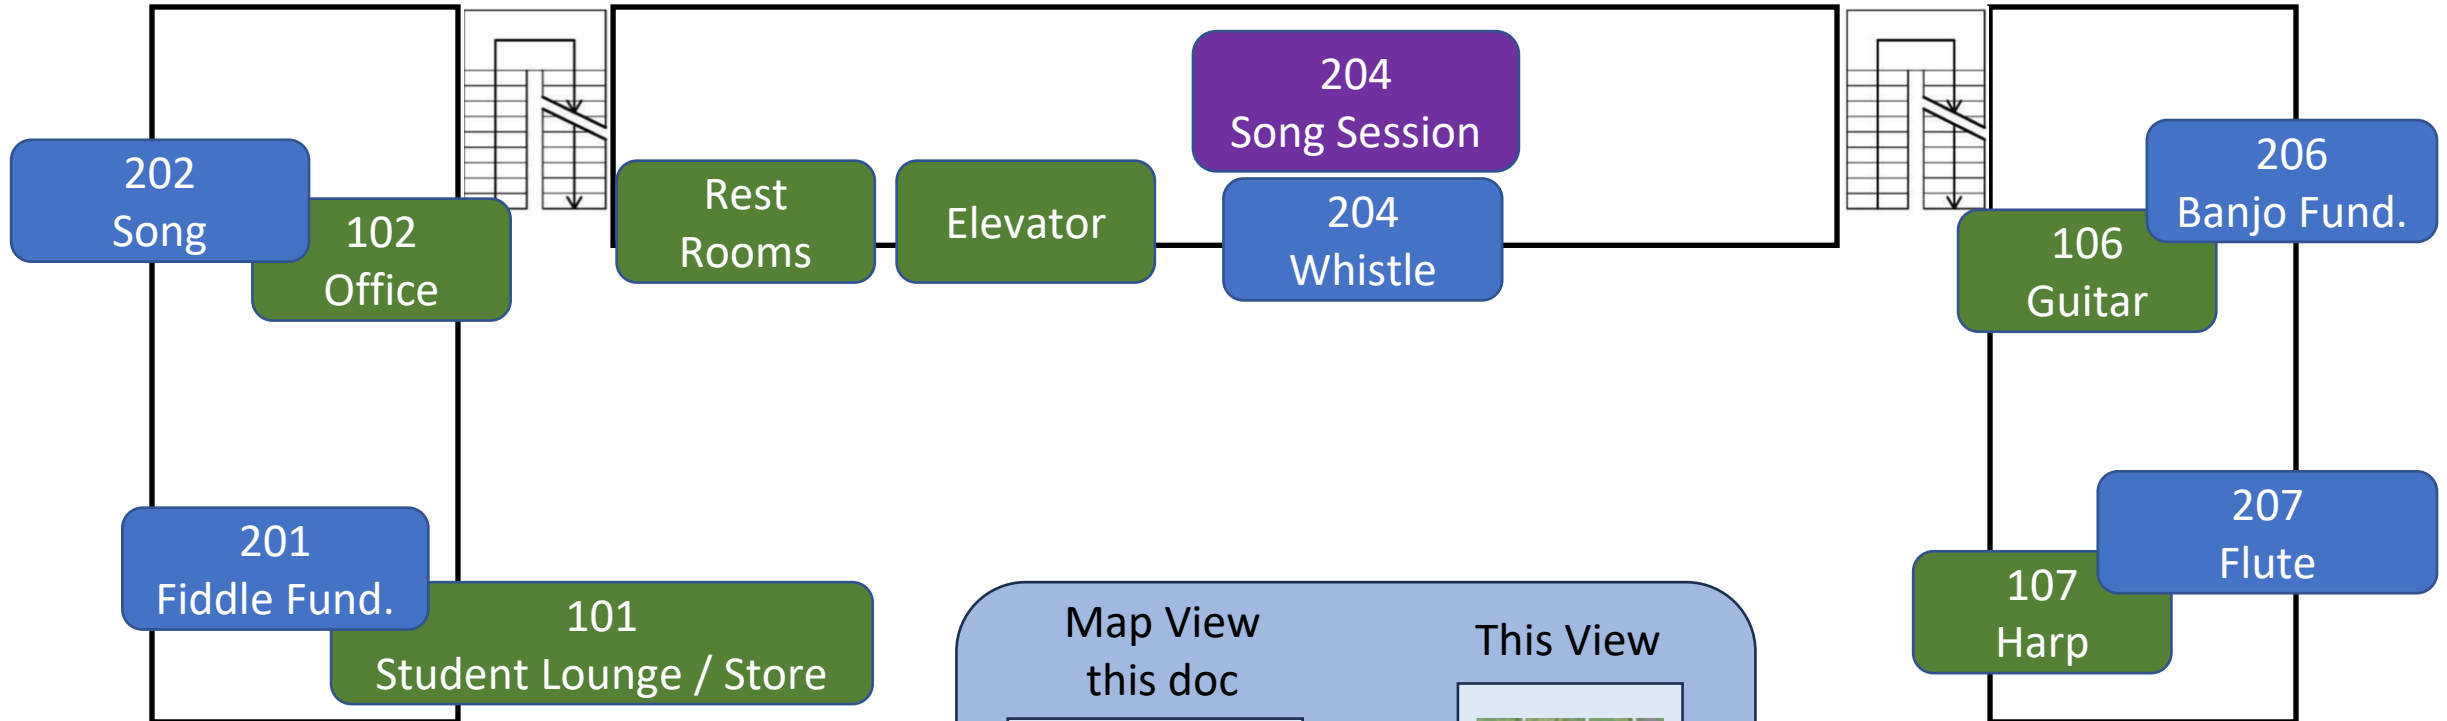 204
Song Session
202
Song
102
Office
Rest
Rooms
Elevator
204
Whistle
206
Banjo Fund.
106
Guitar
201
Fiddle Fund.
101
Student Lounge / Store
207
Flute
107
Harp
Map View
this doc
This View